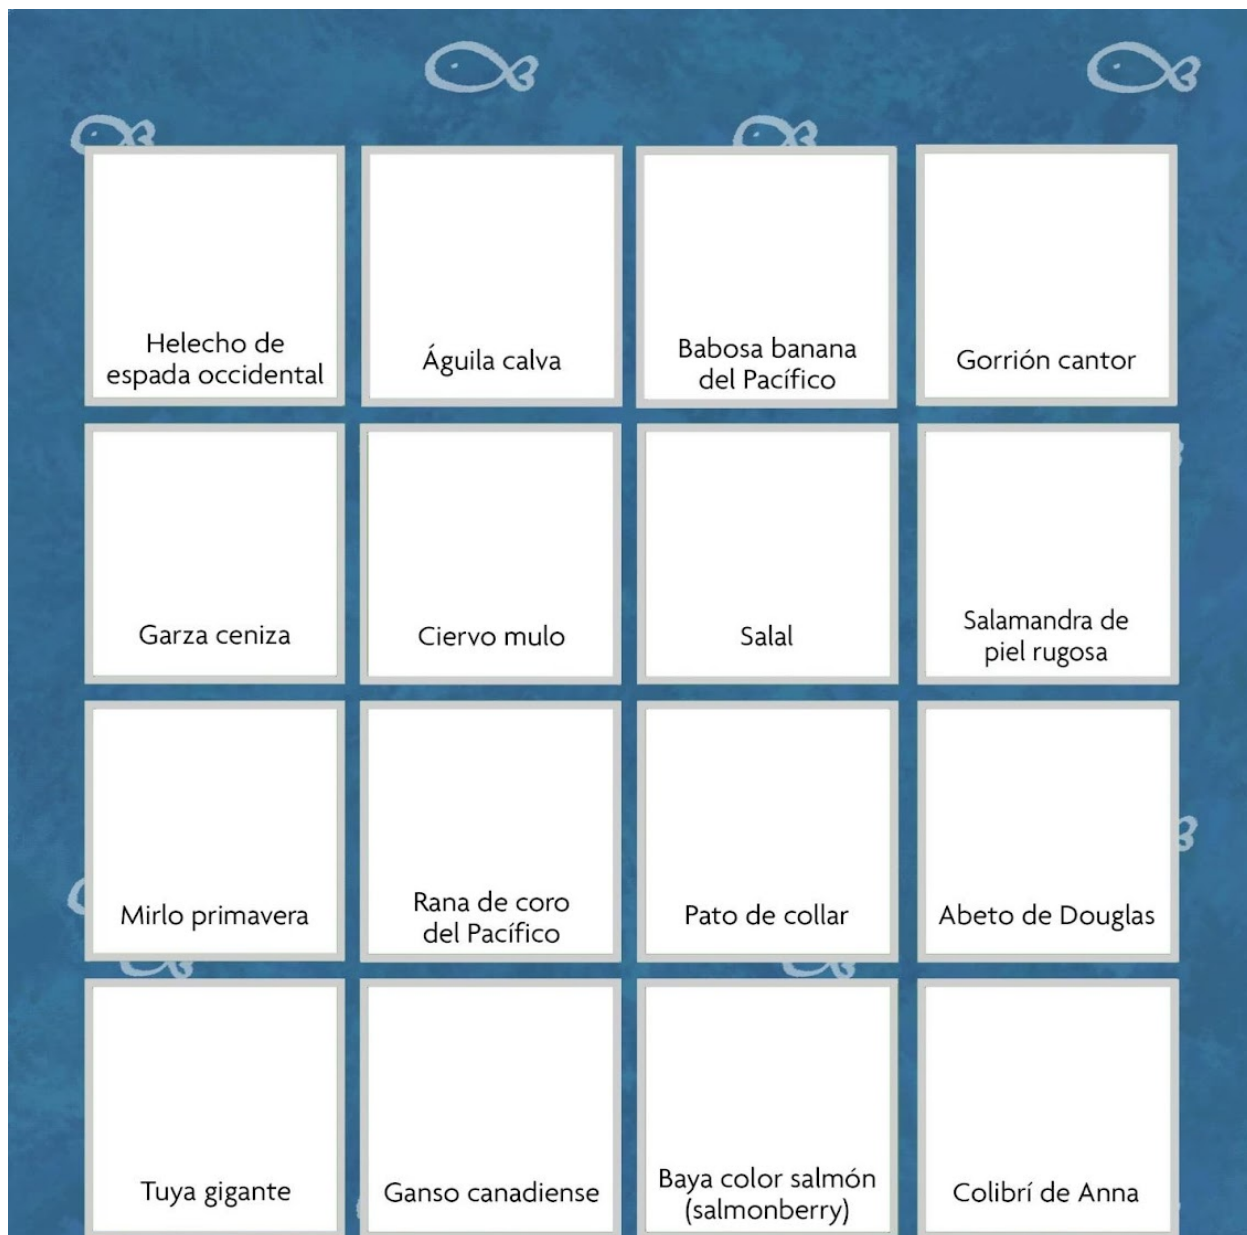 Helecho de
espada occidental
Águila calva
Babosa banana
del Pacífico
Gorrión cantor
Garza ceniza
Ciervo mulo
Salal
Salamandra de
piel rugosa
Mirlo primavera
Rana de coro
del Pacífico
Pato de collar
Abeto de Douglas
Tuya gigante
Ganso canadiense
Baya color salmón
(salmonberry)
Colibrí de Anna